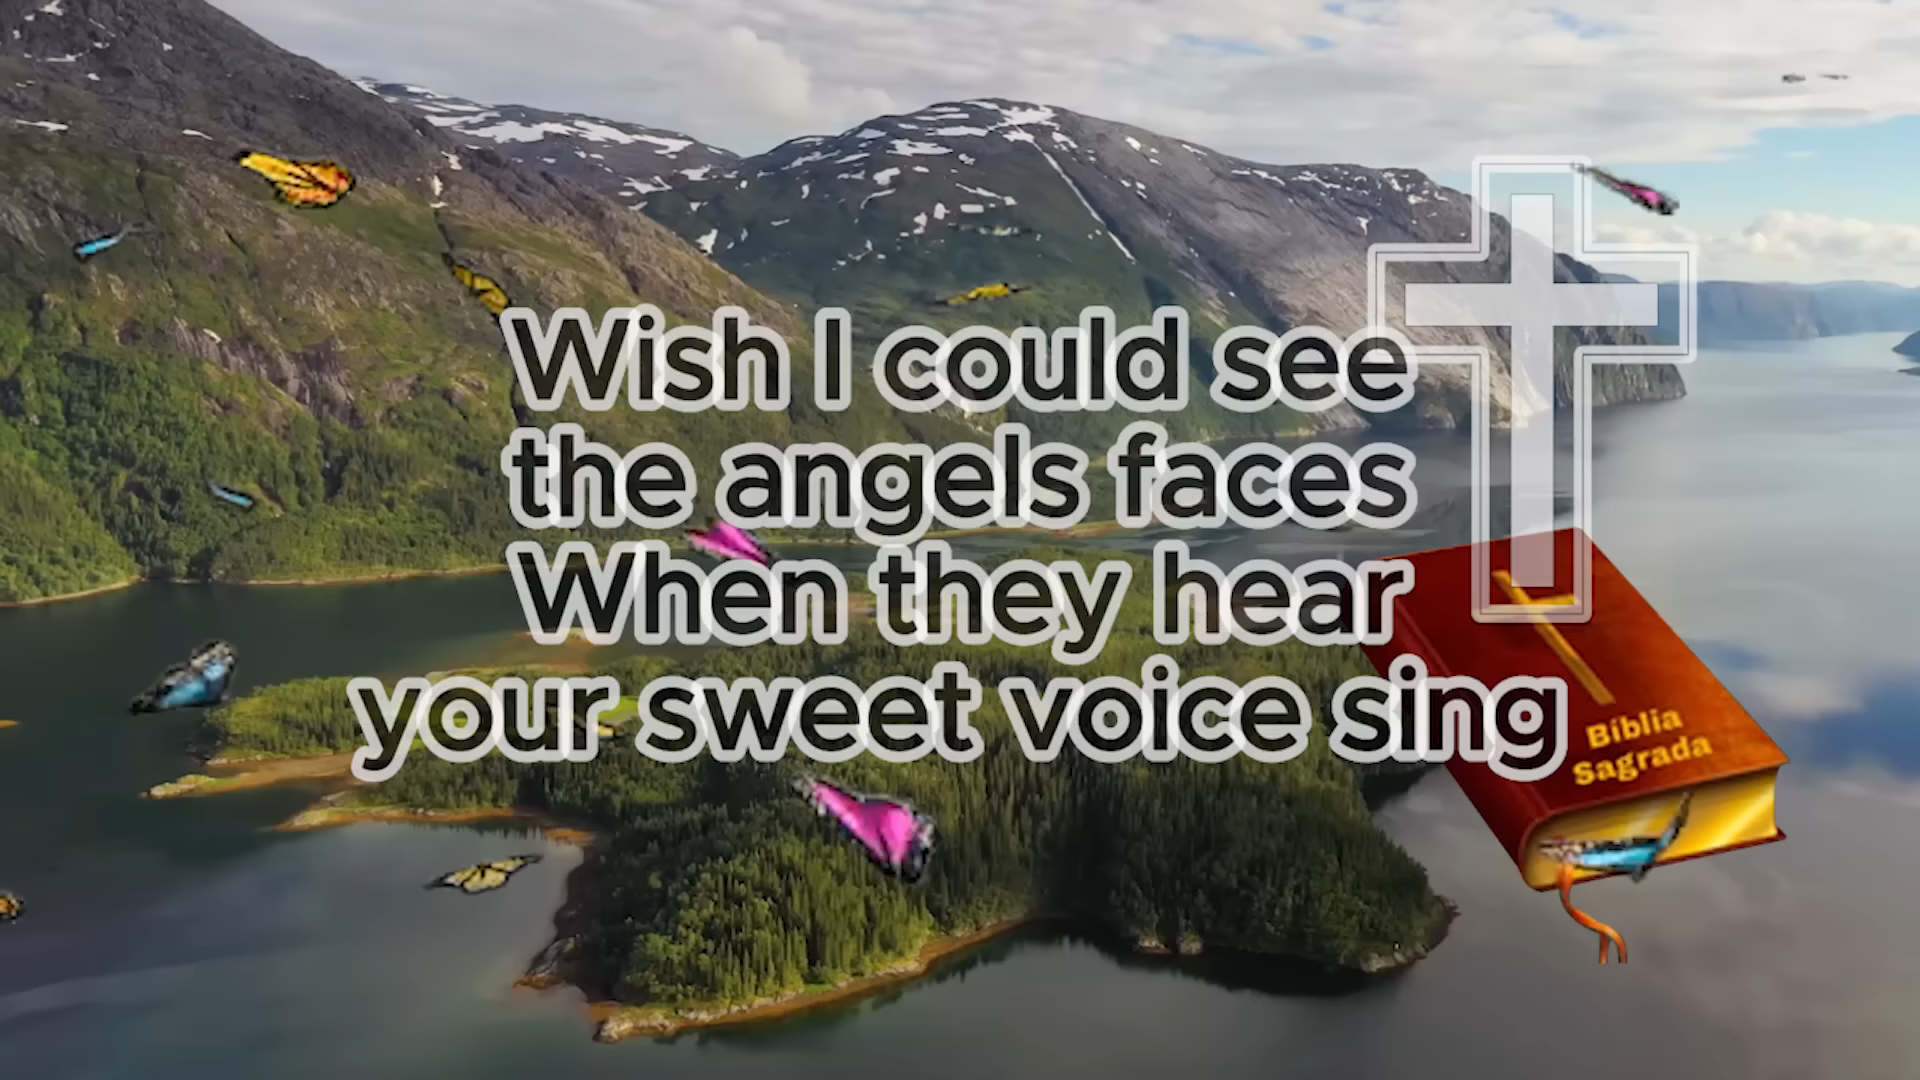 Wish I could see
the angels faces
When they hear
your sweet voice sing
Bíblia
Sagrada